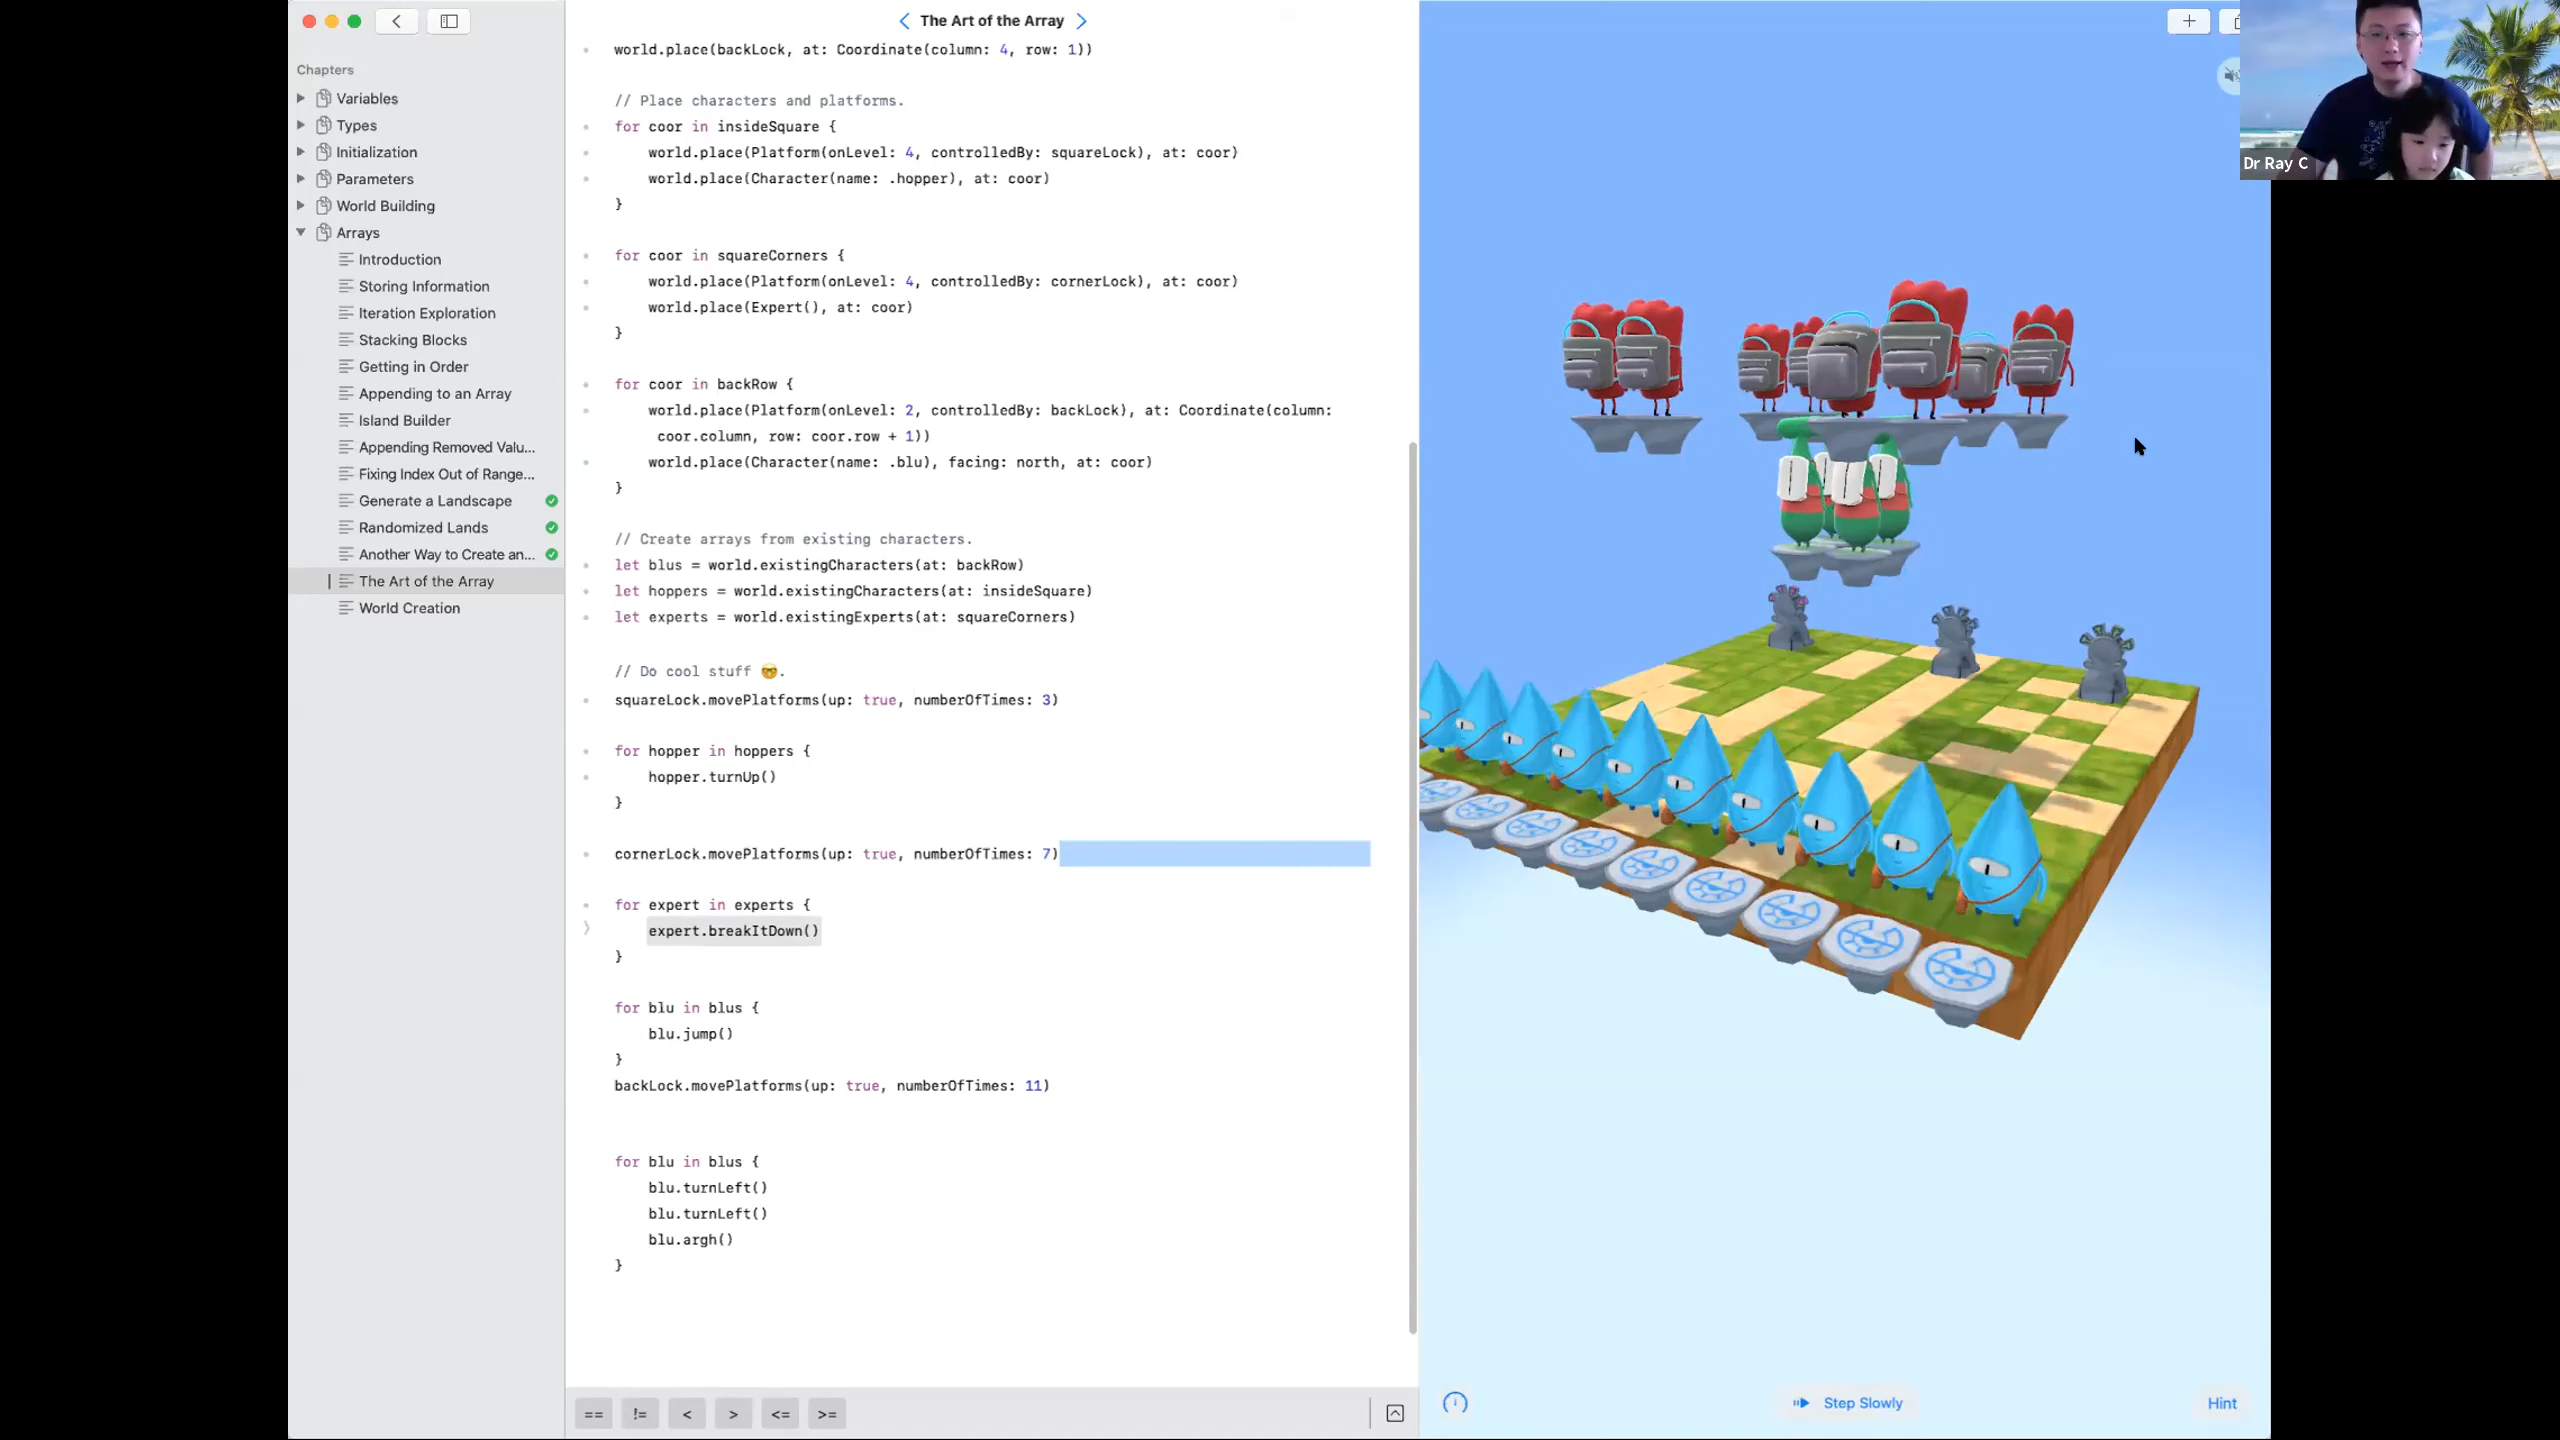 The Art of the Array
Chapters
Variables
Types
Initialization
Parameters
World Building
Arrays
Introduction
Storing Information
Iteration Exploration
Stacking Blocks
Getting in Order
Appending to an Array
Island Builder
Appending Removed Valu...
Fixing Index Out of Range...
Generate a Landscape
Randomized Lands
Another Way to Create an...
The Art of the Array
World Creation
world.place(backLock, at: Coordinate(column: 4, row: 1))
// Place characters and platforms.
for coor in insideSquare {
world.place(Platform(onLevel: 4, controlledBy: squareLock), at: coor)
world.place(Character(name: .hopper), at: coor)
}
for coor in squareCorners {
world.place(Platform(onLevel: 4, controlledBy: cornerLock), at: coor)
world.place(Expert(), at: coor)
}
for coor in backRow {
world.place(Platform(onLevel: 2, controlledBy: backLock), at: Coordinate(column:
coor.column, row: coor.row + 1))
world.place(Character(name: .blu), facing: north, at: coor)
}
// Create arrays from existing characters.
let blus = world.existingCharacters(at: backRow)
let hoppers = world.existingCharacters(at: insideSquare)
let experts = world.existingExperts(at: squareCorners)
// Do cool stuff 🤓.
squareLock.movePlatforms(up: true, numberOfTimes: 3)
for hopper in hoppers {
hopper.turnUp()
}
cornerLock.movePlatforms(up: true, numberOfTimes: 7)
for expert in experts {
expert.breakItDown()
}
for blu in blus {
blu.jump()
}
backLock.movePlatforms(up: true, numberOfTimes: 11)
for blu in blus {
blu.turnLeft()
blu.turnLeft()
blu.argh()
}
== != < > <= >=
Step Slowly
Hint
Dr Ray C